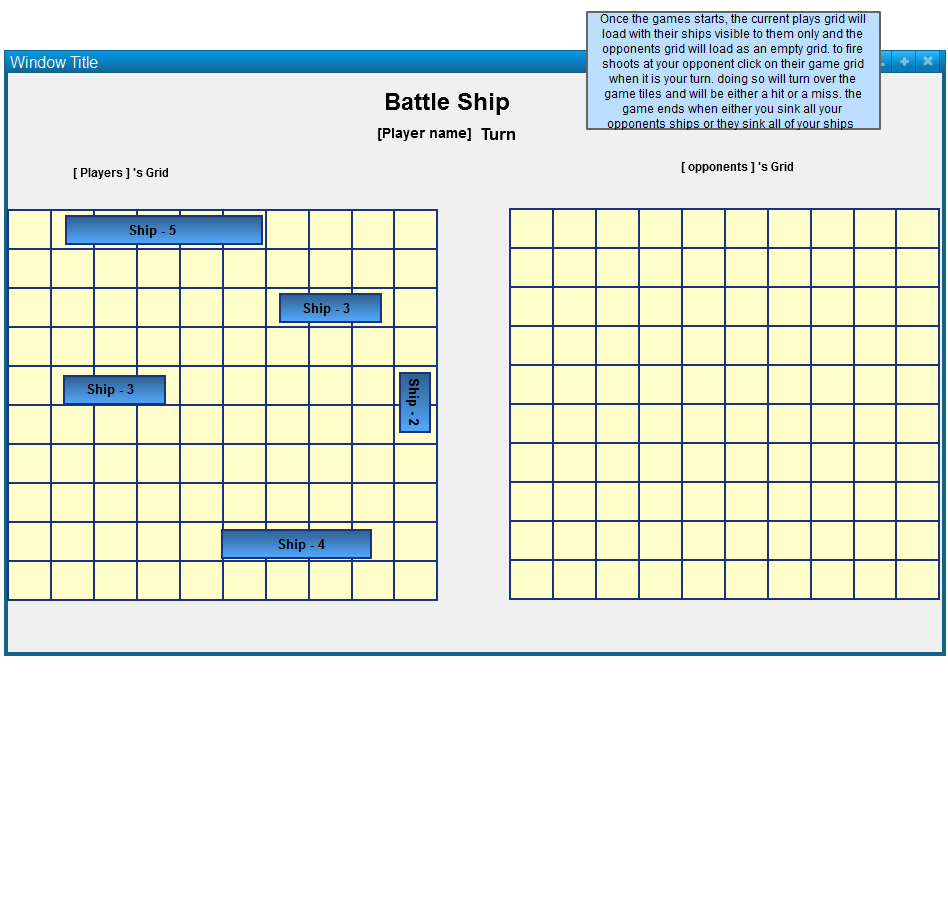 Once the games starts, the current plays grid will
load with their ships visible to them only and the
opponents grid will load as an empty grid. to fire
shoots at your opponent click on their game grid
when it is your turn. doing so will turn over the
game tiles and will be either a hit or a miss. the
game ends when either you sink all your
opponents ships or they sink all of your ships
Window Title
Battle Ship
[Player name] Turn
[ Players ] 's Grid
[ opponents ] 's Grid
Ship - 5
Ship - 3
Ship - 3
Ship - 2
Ship - 4